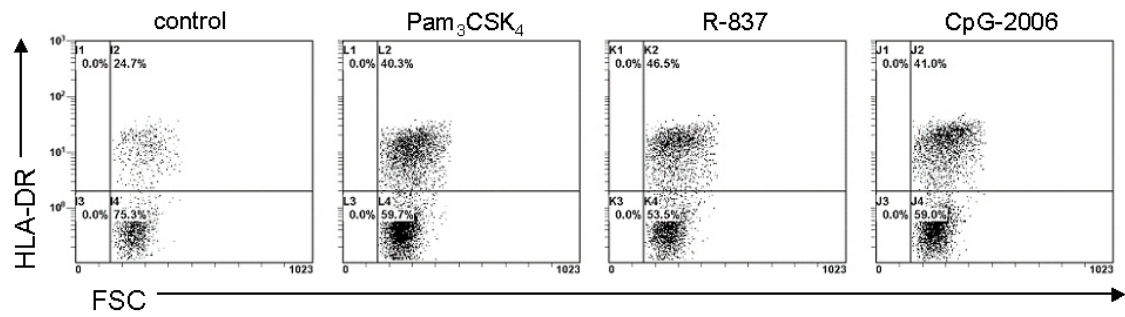 control
Pam₃CSK₄
R-837
CpG-2006
HLA-DR
10³
10²
10¹
10⁰
I1
0.0%
I2
24.7%
I3
0.0%
I4
75.3%
0
1023
L1
0.0%
L2
40.3%
L3
0.0%
L4
59.7%
0
1023
K1
0.0%
K2
46.5%
K3
0.0%
K4
53.5%
0
1023
J1
0.0%
J2
41.0%
J3
0.0%
J4
59.0%
0
1023
FSC